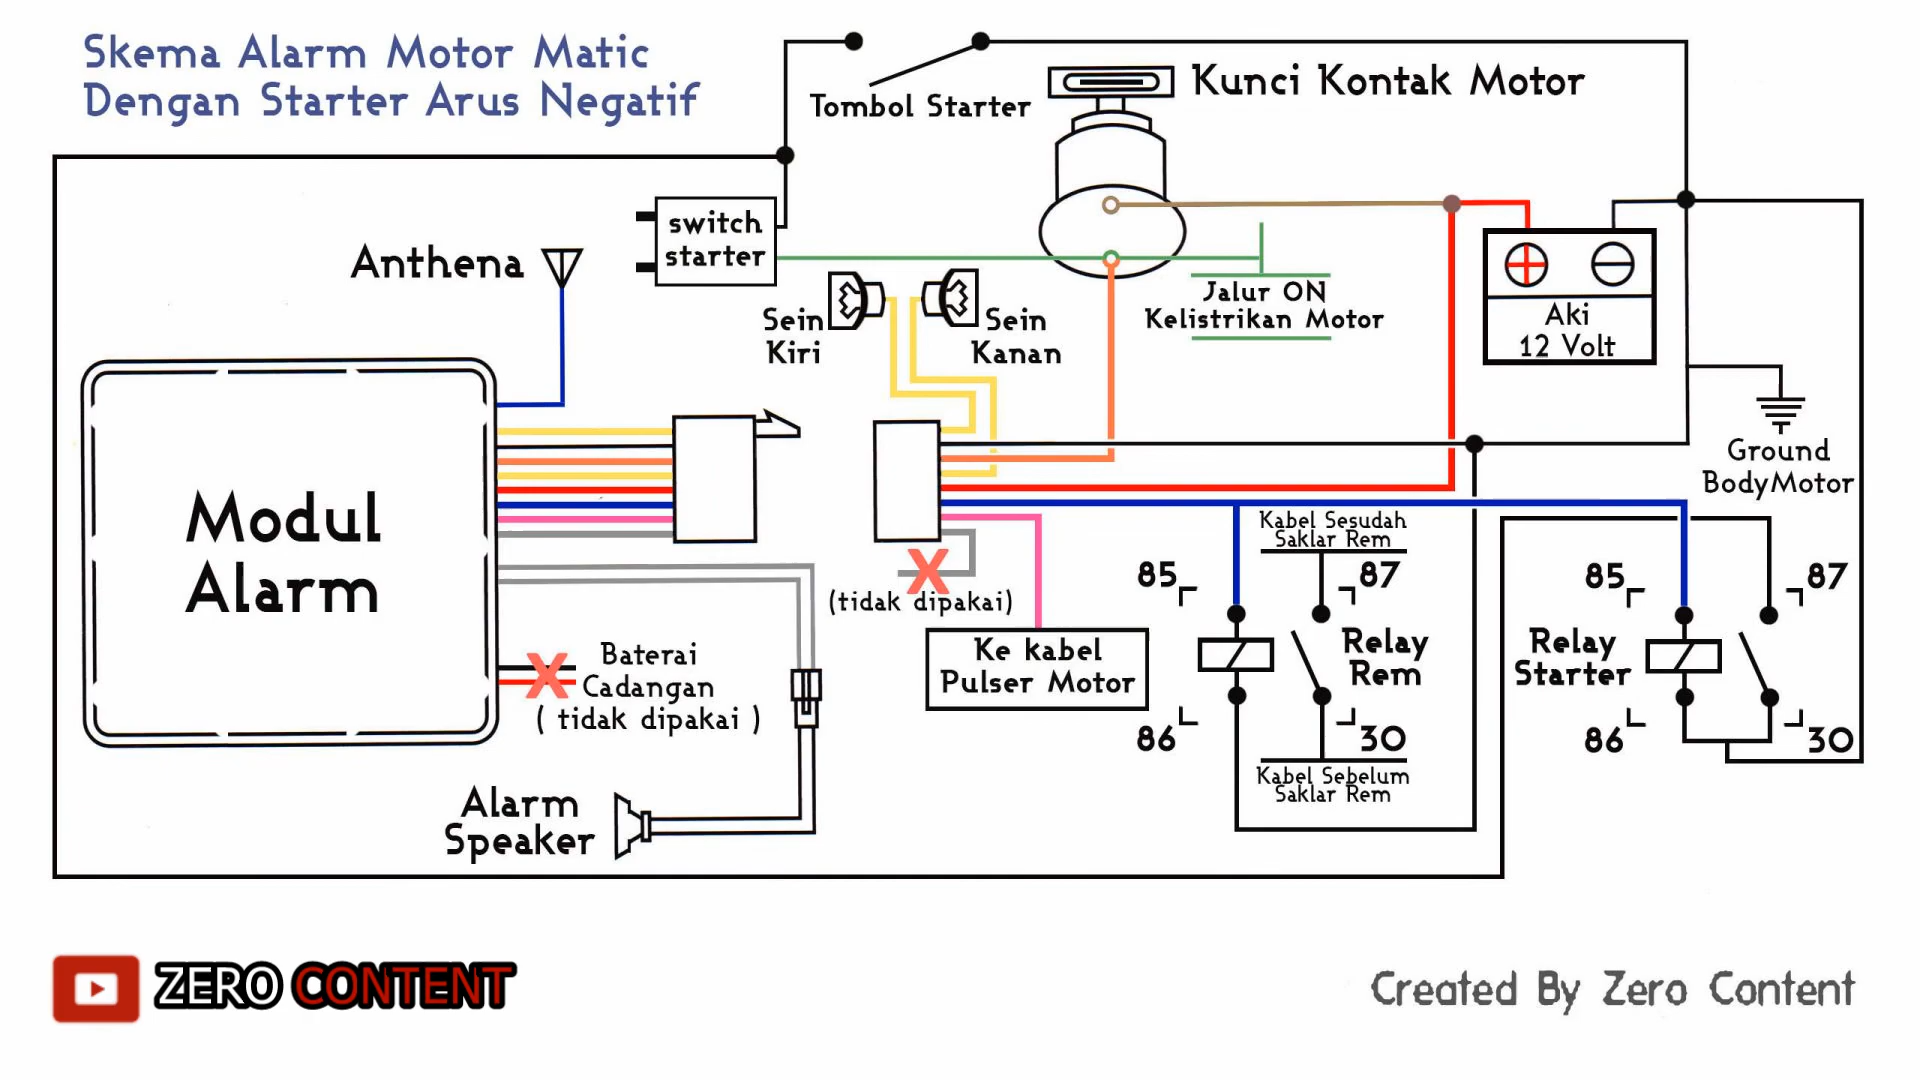 Skema Alarm Motor Matic
Dengan Starter Arus Negatif
Tombol Starter
Kunci Kontak Motor
switch
starter
Anthena
Sein
Kiri
Sein
Kanan
Jalur ON
Kelistrikan Motor
Aki
12 Volt
Ground
BodyMotor
Modul
Alarm
(tidak dipakai)
Kabel Sesudah
Saklar Rem
85
87
85
87
Ke kabel
Pulser Motor
Relay
Rem
Relay
Starter
Baterai
Cadangan
( tidak dipakai )
86
30
86
30
Kabel Sebelum
Saklar Rem
Alarm
Speaker
ZERO CONTENT
Created By Zero Content